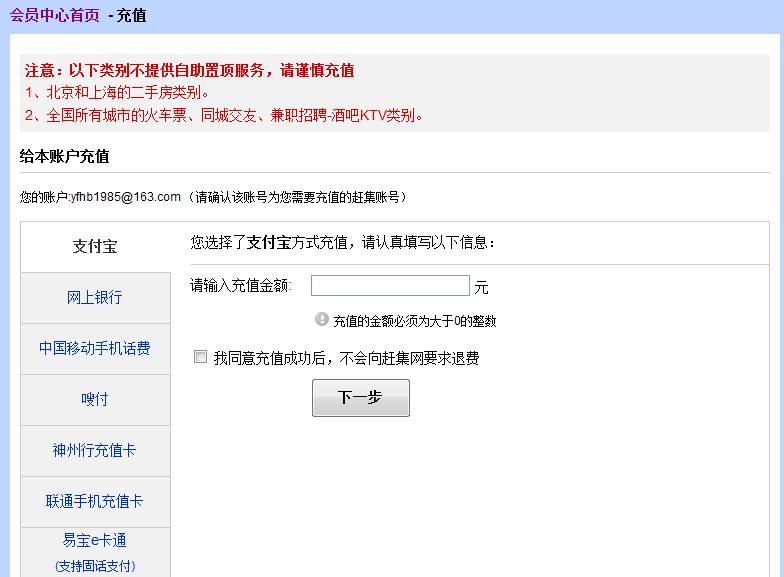 会员中心首页 - 充值
注意：以下类别不提供自助置顶服务，请谨慎充值
1、北京和上海的二手房类别。
2、全国所有城市的火车票、同城交友、兼职招聘-酒吧KTV类别。
给本账户充值
您的账户:yfhb1985@163.com（请确认该账号为您需要充值的赶集账号）
支付宝
网上银行
中国移动手机话费
嗖付
神州行充值卡
联通手机充值卡
易宝e卡通
(支持固话支付)
您选择了支付宝方式充值，请认真填写以下信息：
请输入充值金额: 元
充值的金额必须为大于0的整数
我同意充值成功后，不会向赶集网要求退费
下一步